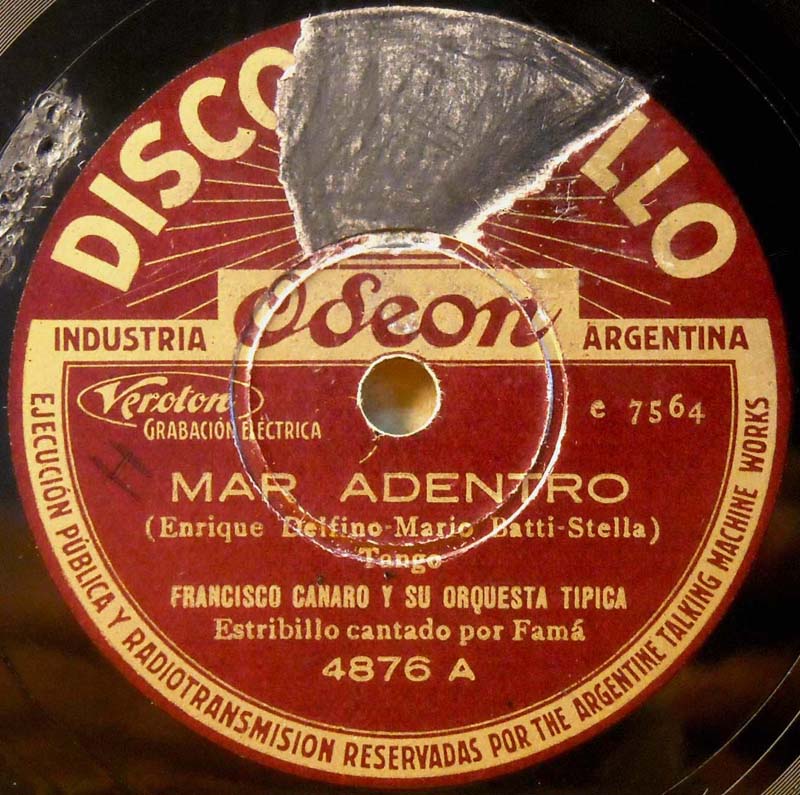 DISCO LLO
Odeon
INDUSTRIA ARGENTINA
Veroton
GRABACIÓN ELÉCTRICA
e 7564
MAR ADENTRO
(Enrique Delfino-Mario Batti-Stella)
Tango
FRANCISCO CANARO Y SU ORQUESTA TIPICA
Estribillo cantado por Famá
4876 A
EJECUCIÓN PÚBLICA Y RADIOTRANSMISION RESERVADAS POR THE ARGENTINE TALKING MACHINE WORKS
H